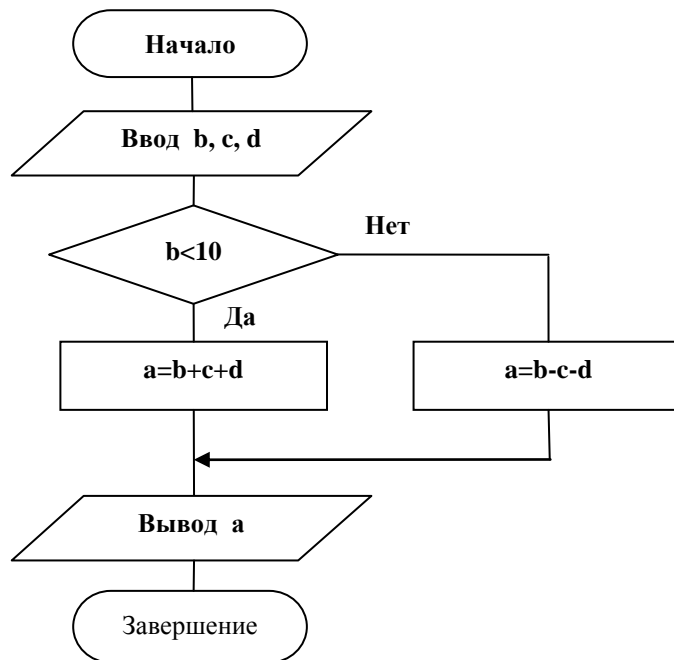 Начало
Ввод b, c, d
Нет
b<10
Да
a=b+c+d
a=b-c-d
Вывод a
Завершение